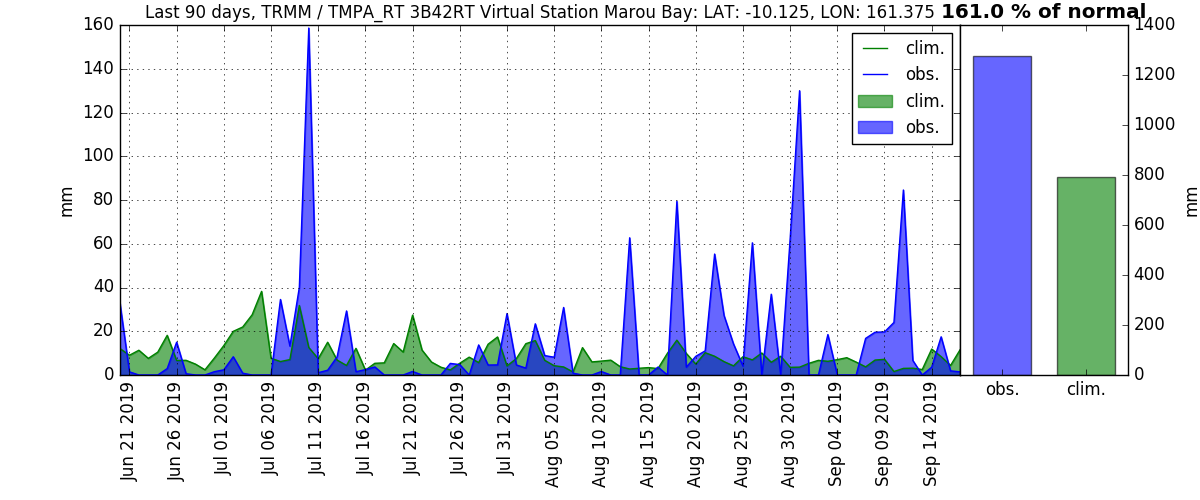 Last 90 days, TRMM / TMPA_RT 3B42RT Virtual Station Marou Bay: LAT: -10.125, LON: 161.375 161.0 % of normal
160
140
120
100
80
60
40
20
0
mm
clim.
obs.
clim.
obs.
1400
1200
1000
800
600
400
200
0
mm
Jun 21 2019
Jun 26 2019
Jul 01 2019
Jul 06 2019
Jul 11 2019
Jul 16 2019
Jul 21 2019
Jul 26 2019
Jul 31 2019
Aug 05 2019
Aug 10 2019
Aug 15 2019
Aug 20 2019
Aug 25 2019
Aug 30 2019
Sep 04 2019
Sep 09 2019
Sep 14 2019
obs.
clim.